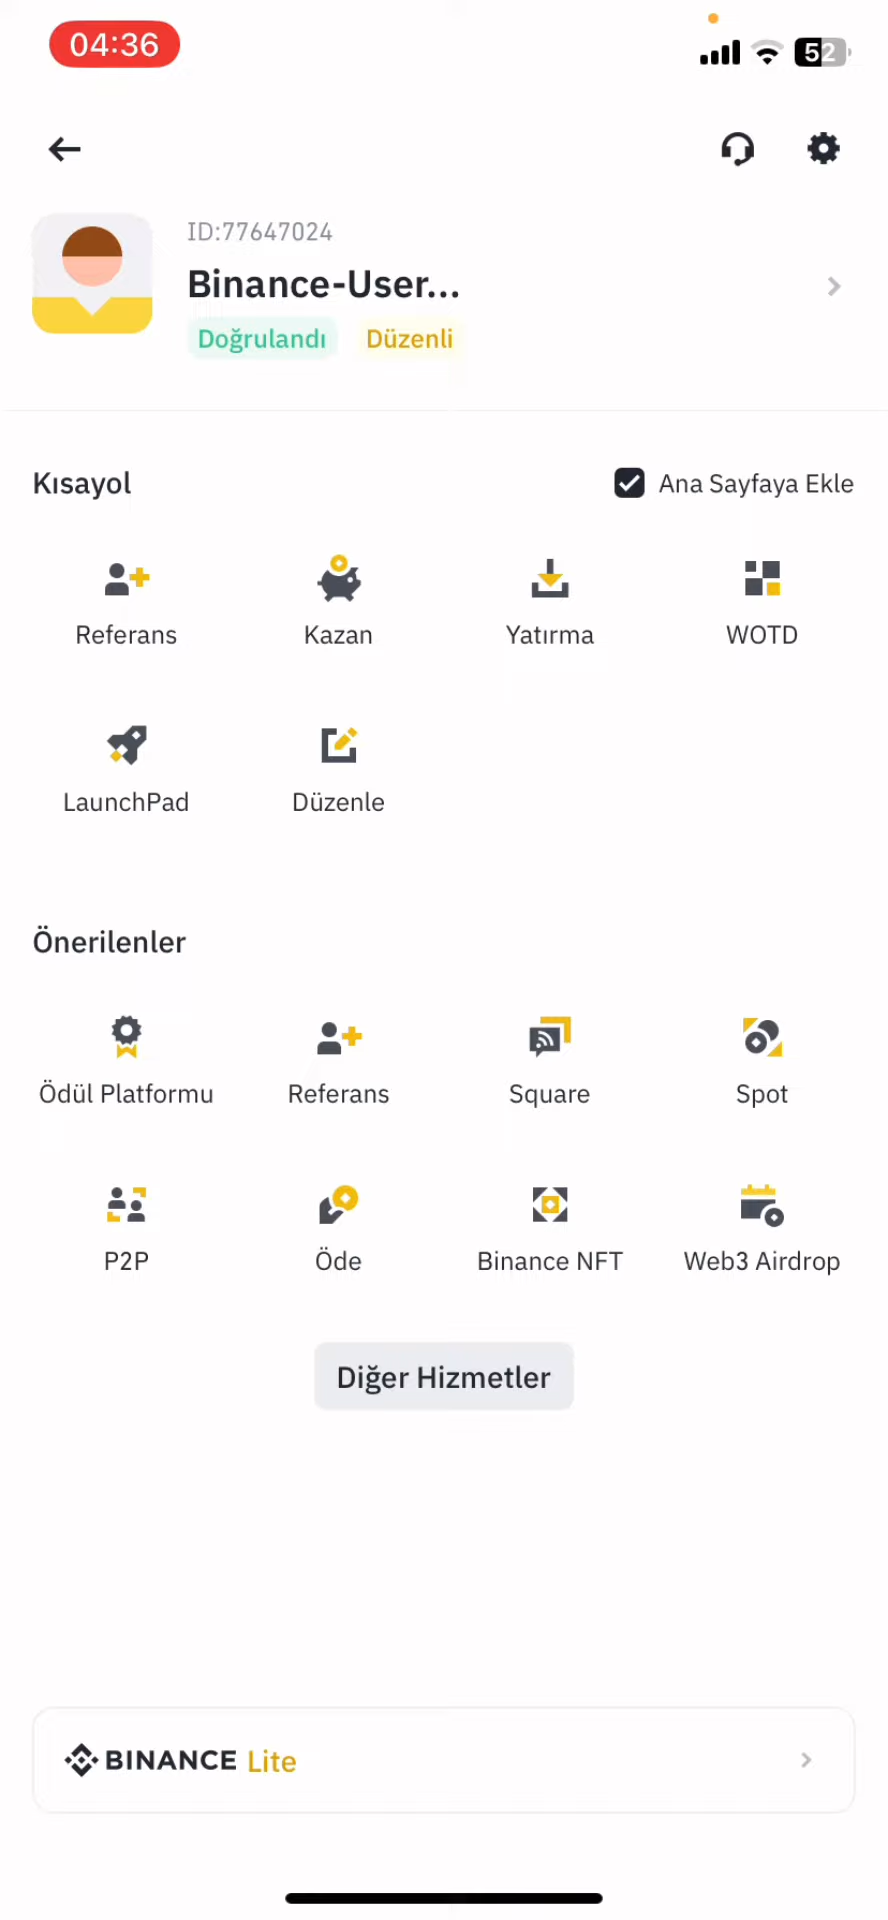 04:36
52
ID:77647024
Binance-User...
Doğrulandı Düzenli
Kısayol
Ana Sayfaya Ekle
Referans Kazan Yatırma WOTD
LaunchPad Düzenle
Önerilenler
Ödül Platformu Referans Square Spot
P2P Öde Binance NFT Web3 Airdrop
Diğer Hizmetler
BINANCE Lite